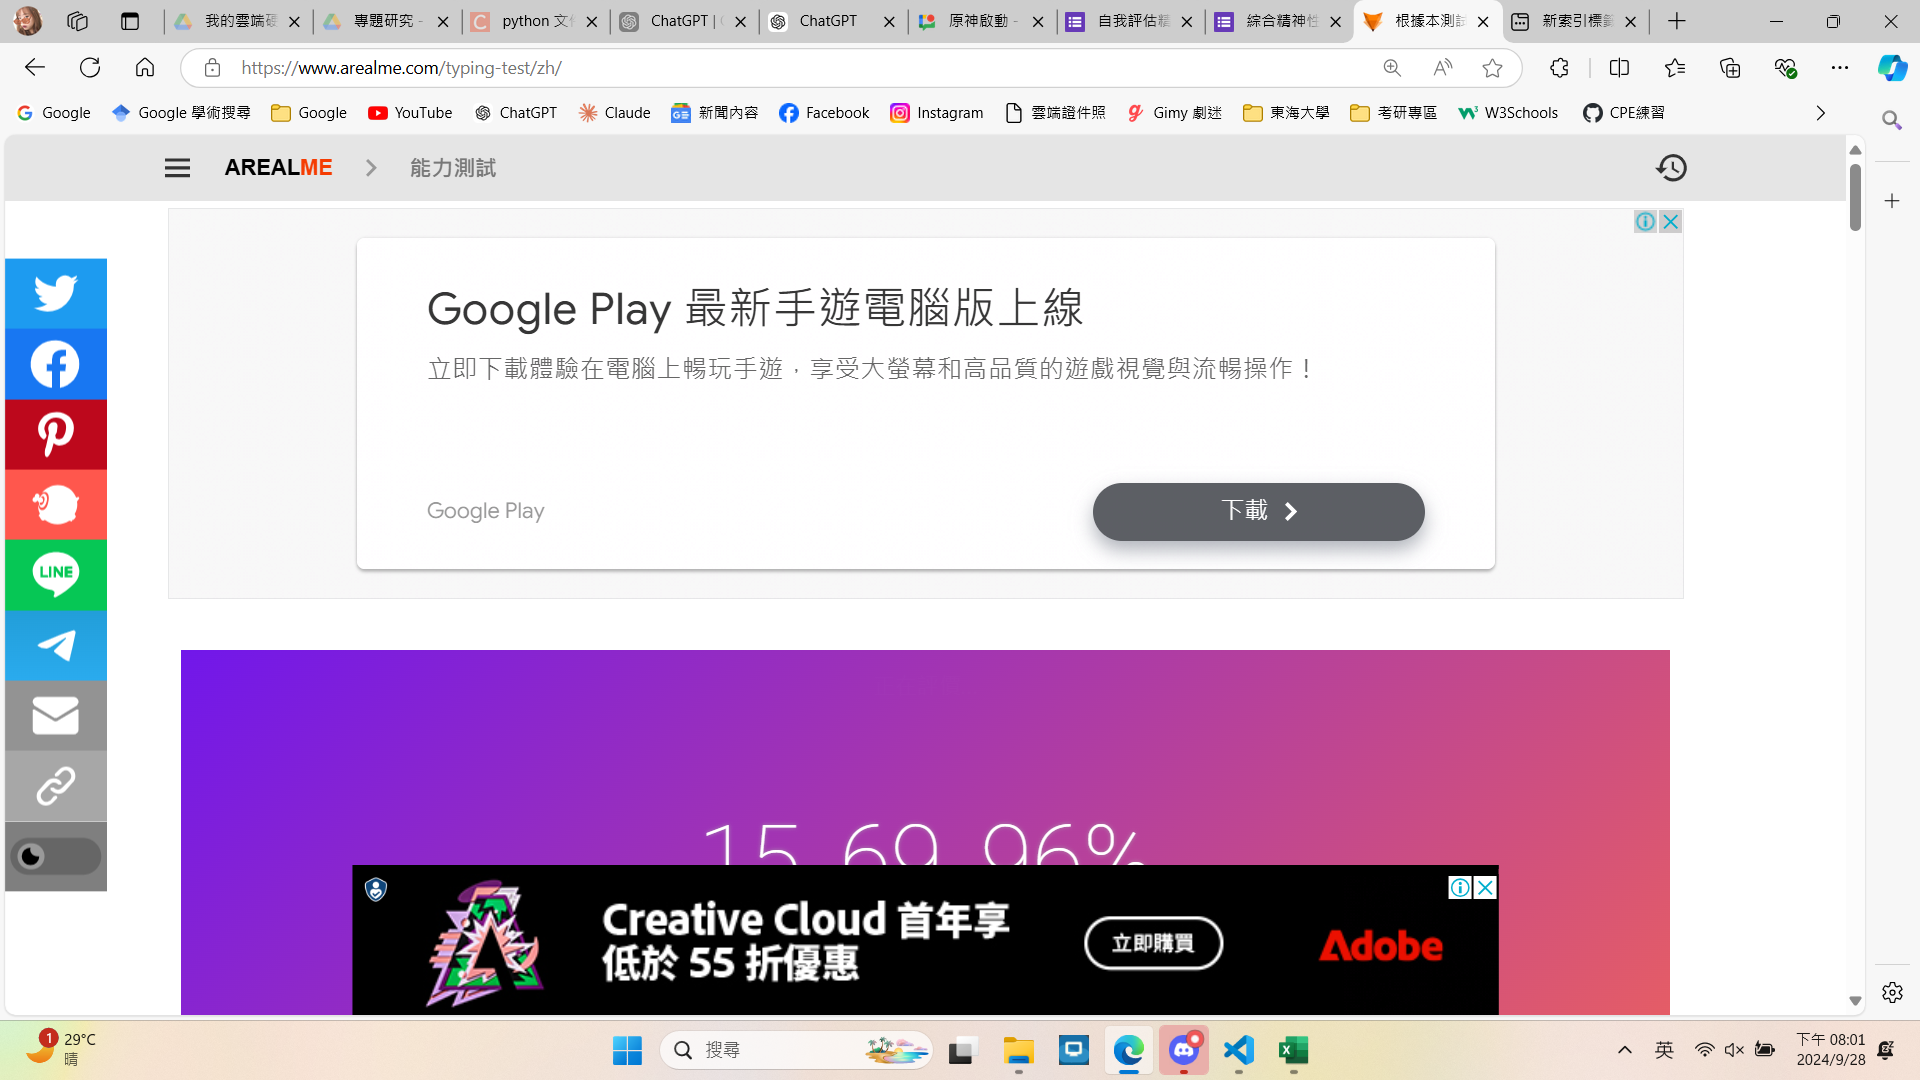 我的雲端硬
專題研究 -
python 文件
ChatGPT | C
ChatGPT
原神啟動 -
自我評估精
綜合精神性
根據本測試
新索引標籤
https://www.arealme.com/typing-test/zh/
Google
Google 學術搜尋
Google
YouTube
ChatGPT
Claude
新聞內容
Facebook
Instagram
雲端證件照
Gimy 劇迷
東海大學
考研專區
W3Schools
CPE練習
AREALME
能力測試
Google Play 最新手遊電腦版上線
立即下載體驗在電腦上暢玩手遊，享受大螢幕和高品質的遊戲視覺與流暢操作！
Google Play
下載
LINE
15 69 96%
Creative Cloud 首年享
低於 55 折優惠
立即購買
Adobe
1
29°C
晴
搜尋
英
下午 08:01
2024/9/28